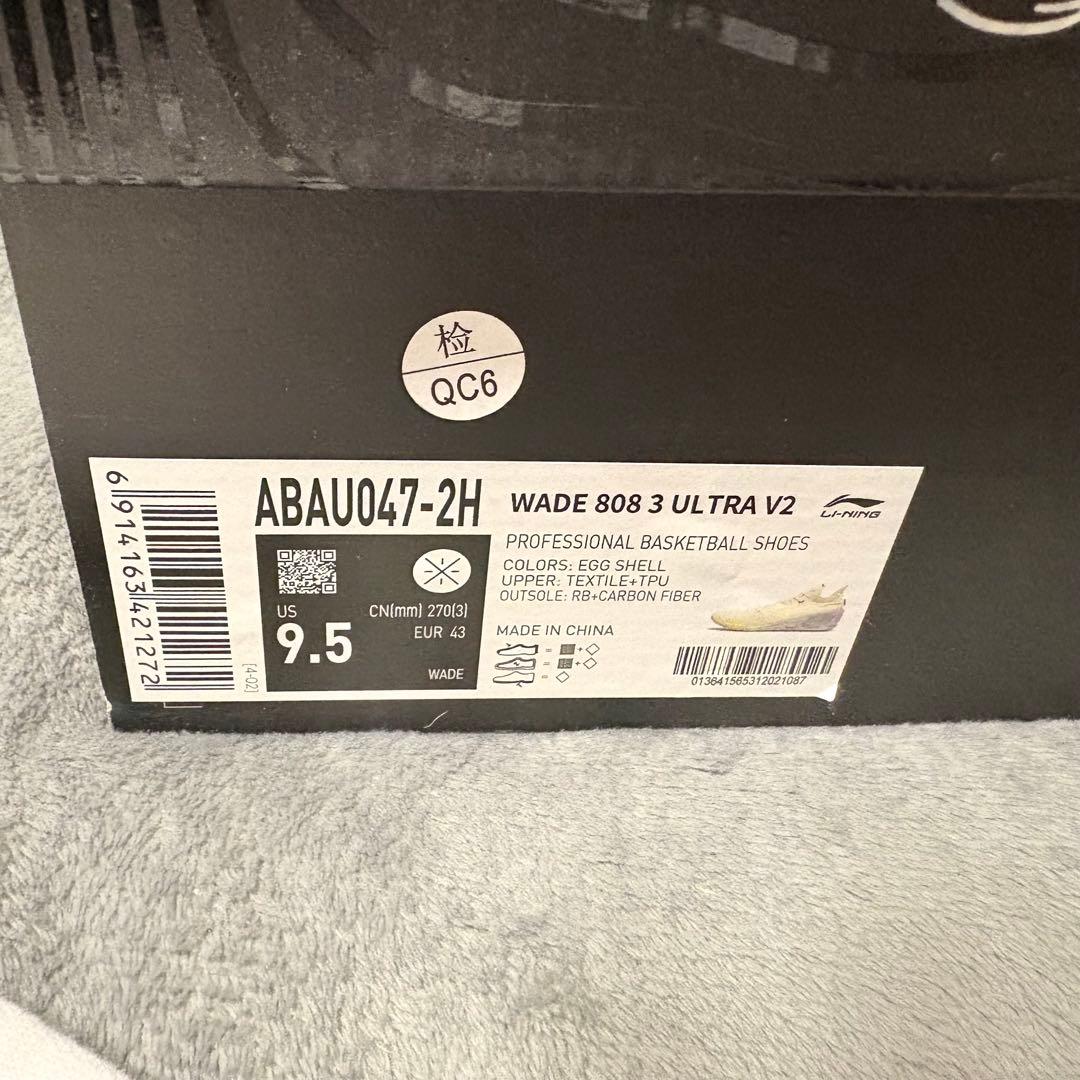 检
QC6
6914163421272
ABAU047-2H
WADE 808 3 ULTRA V2
LI-NING
PROFESSIONAL BASKETBALL SHOES
COLORS: EGG SHELL
UPPER: TEXTILE+TPU
OUTSOLE: RB+CARBON FIBER
US
9.5
CN(mm) 270(3)
EUR 43
WADE
MADE IN CHINA
[4-02]
013641565312021087